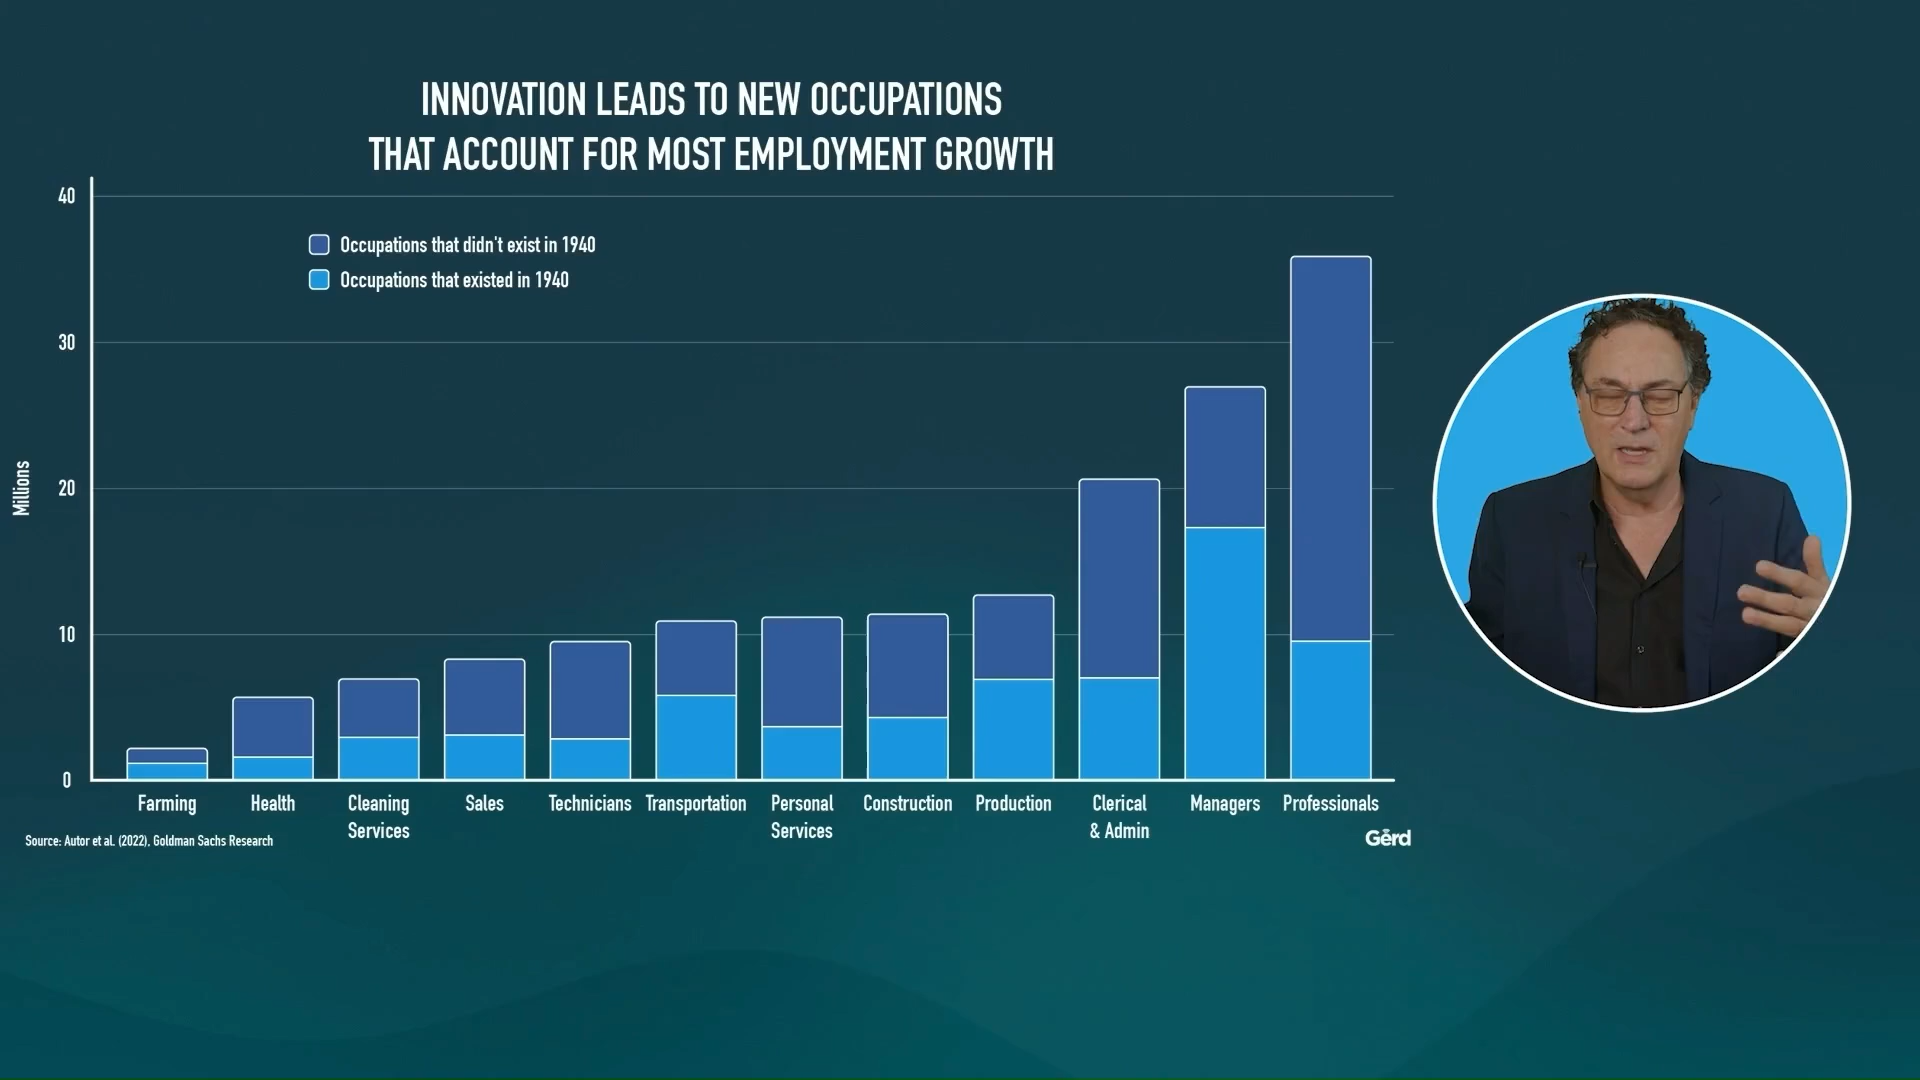 INNOVATION LEADS TO NEW OCCUPATIONS
THAT ACCOUNT FOR MOST EMPLOYMENT GROWTH
40
Occupations that didn't exist in 1940
Occupations that existed in 1940
30
Millions
20
10
0
Farming
Health
Cleaning
Services
Sales
Technicians
Transportation
Personal
Services
Construction
Production
Clerical
& Admin
Managers
Professionals
Source: Autor et al. (2022), Goldman Sachs Research
Gerd